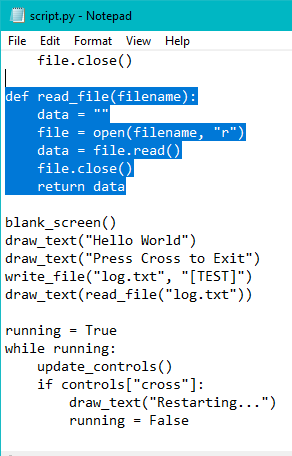 script.py - Notepad
File Edit Format View Help
    file.close()

def read_file(filename):
    data = ""
    file = open(filename, "r")
    data = file.read()
    file.close()
    return data

blank_screen()
draw_text("Hello World")
draw_text("Press Cross to Exit")
write_file("log.txt", "[TEST]")
draw_text(read_file("log.txt"))

running = True
while running:
    update_controls()
    if controls["cross"]:
        draw_text("Restarting...")
        running = False